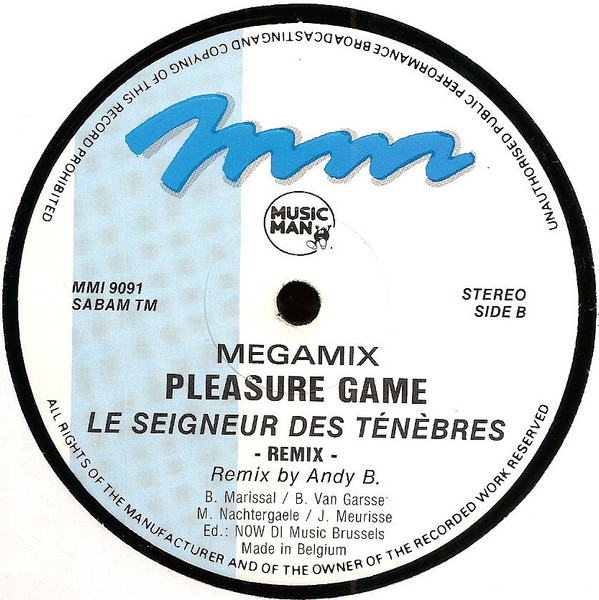 UNAUTHORISED PUBLIC PERFORMANCE BROADCASTING AND COPYING OF THIS RECORD PROHIBITED
mm
MUSIC
MAN
MMI 9091
SABAM TM
STEREO
SIDE B
MEGAMIX
PLEASURE GAME
LE SEIGNEUR DES TÉNÈBRES
- REMIX -
Remix by Andy B.
B. Marissal / B. Van Garsse
M. Nachtergaele / J. Meurisse
Ed.: NOW DI Music Brussels
Made in Belgium
ALL RIGHTS OF THE MANUFACTURER AND OF THE OWNER OF THE RECORDED WORK RESERVED